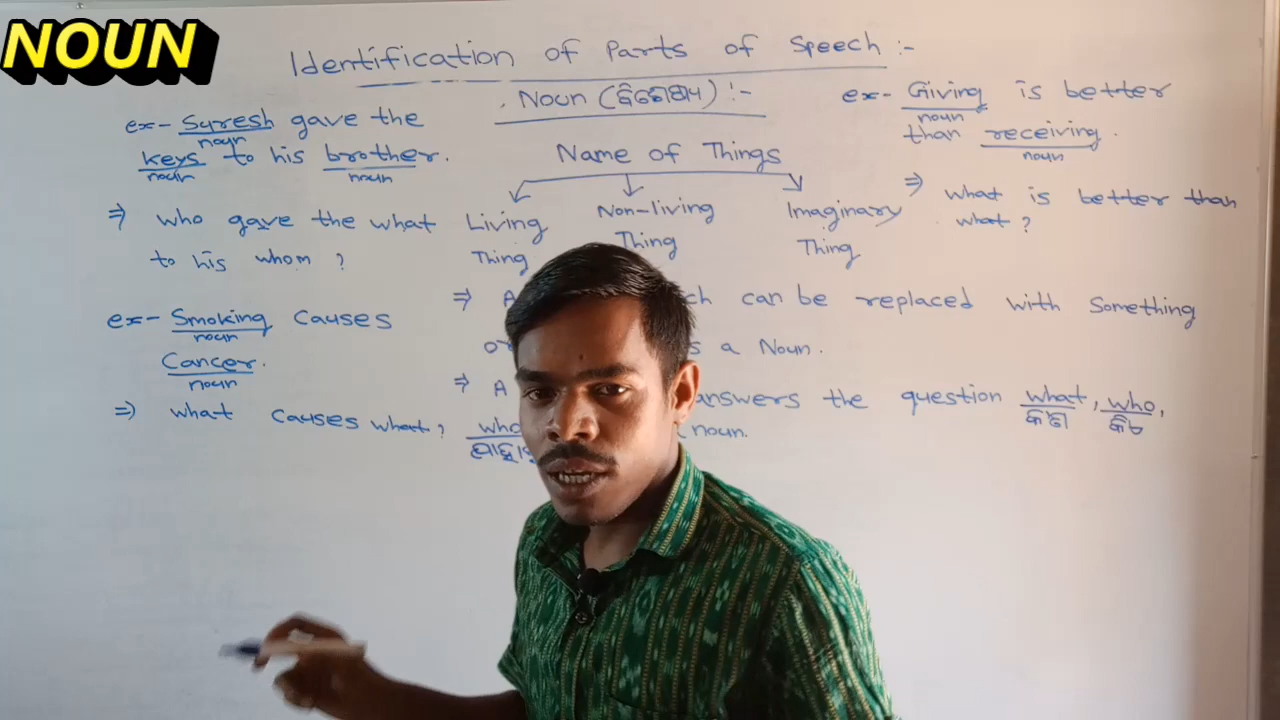 NOUN
Identification of Parts of Speech :-
Noun (ବିଶେଷ୍ୟ) :-
ex- Suresh gave the
noun
keys to his brother.
noun noun
⇒ who gave the what
to his whom ?
ex- Smoking causes
noun
Cancer.
noun
⇒ what causes what ?
Name of Things
Living Non-living Imaginary
Thing Thing Thing
ex- Giving is better
noun
than receiving.
noun
⇒ what is better than
what ?
⇒ A can be replaced with Something
or a Noun.
⇒ A answers the question what, who,
କଣ କିଏ
noun.